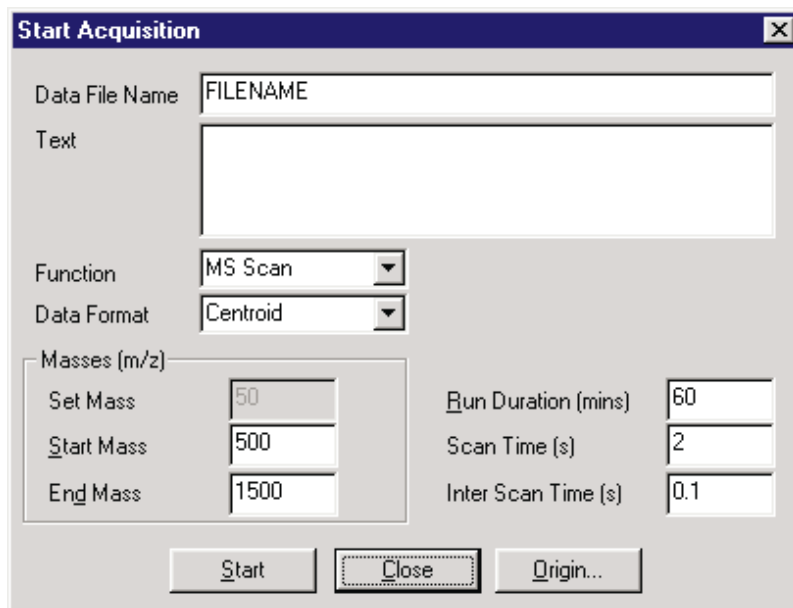 Start Acquisition
Data File Name FILENAME
Text
Function MS Scan
Data Format Centroid
Masses (m/z)
Set Mass 50 Run Duration (mins) 60
Start Mass 500 Scan Time (s) 2
End Mass 1500 Inter Scan Time (s) 0.1
Start Close Origin...